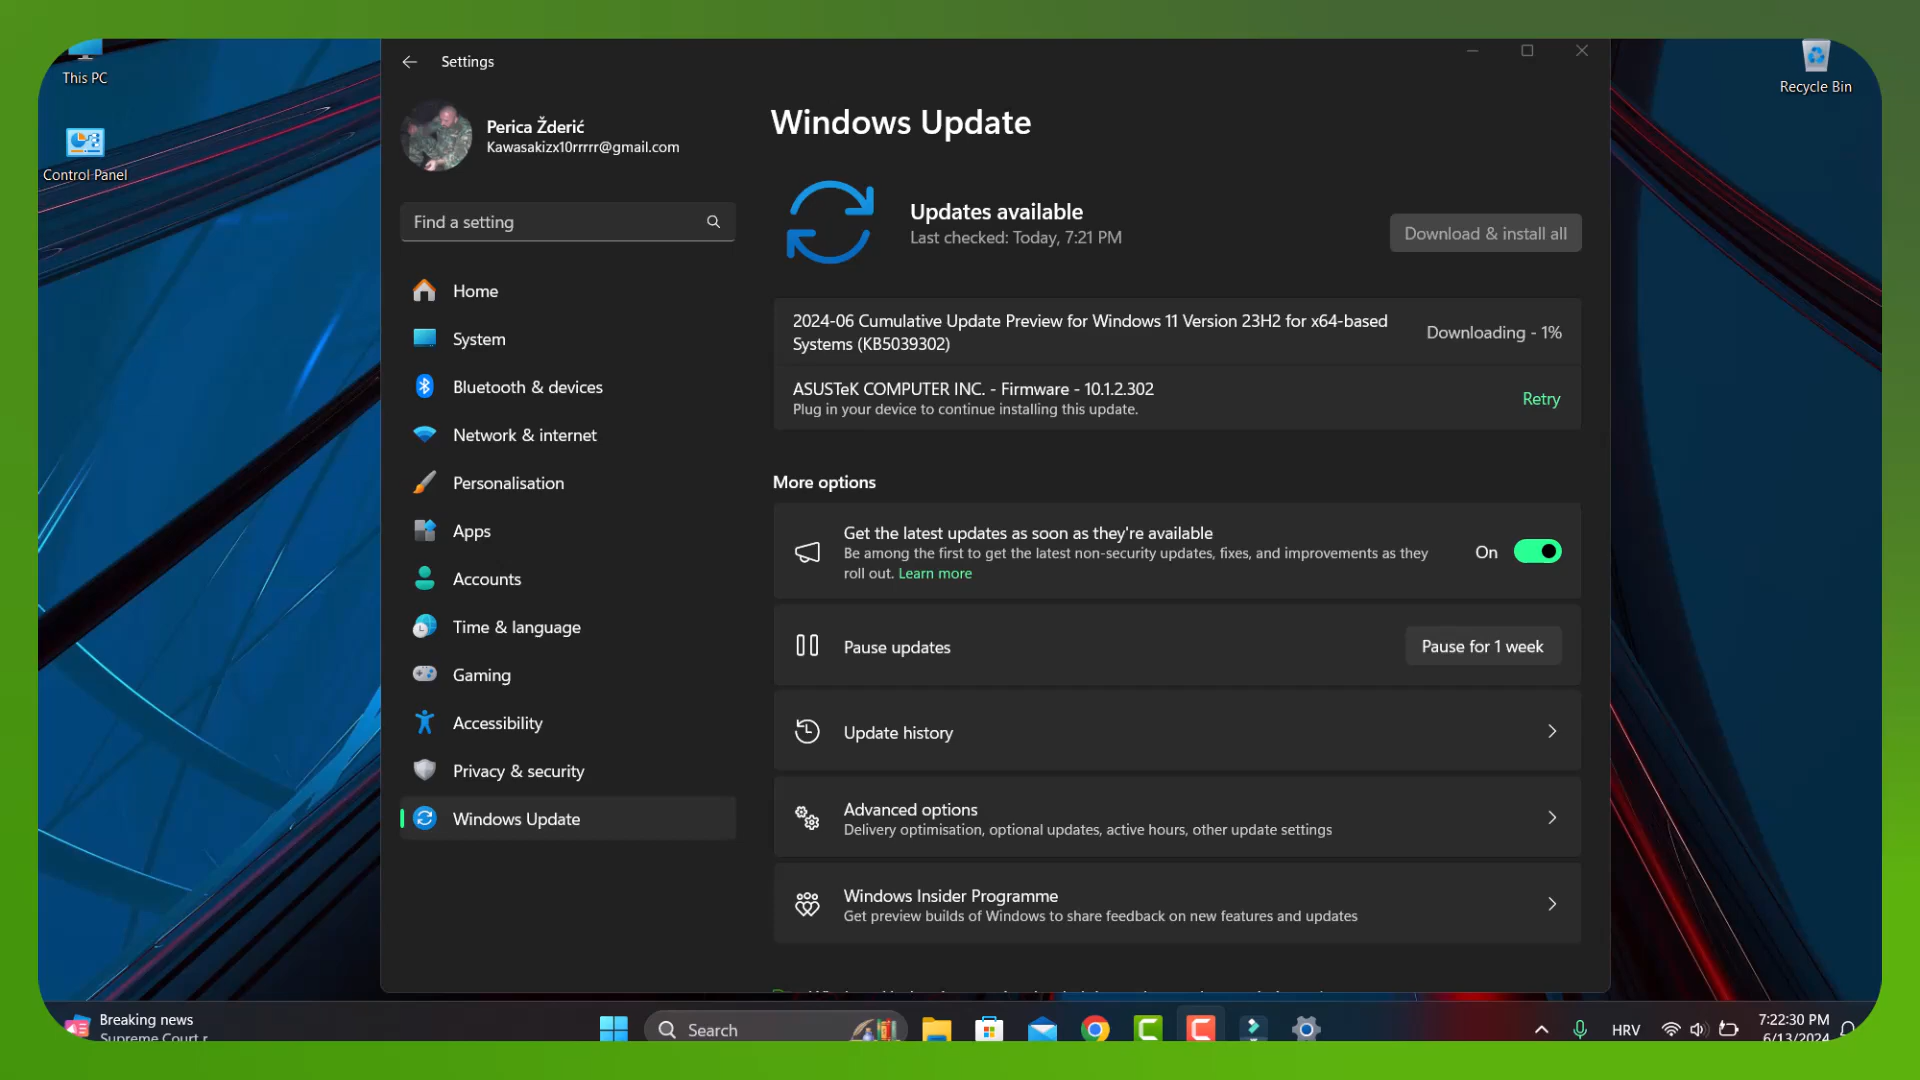 This PC
Control Panel
Recycle Bin
Settings
Perica Žderić
Kawasakizx10rrrrr@gmail.com
Find a setting
Home
System
Bluetooth & devices
Network & internet
Personalisation
Apps
Accounts
Time & language
Gaming
Accessibility
Privacy & security
Windows Update
Windows Update
Updates available
Last checked: Today, 7:21 PM
Download & install all
2024-06 Cumulative Update Preview for Windows 11 Version 23H2 for x64-based
Systems (KB5039302)
Downloading - 1%
ASUSTeK COMPUTER INC. - Firmware - 10.1.2.302
Plug in your device to continue installing this update.
Retry
More options
Get the latest updates as soon as they're available
Be among the first to get the latest non-security updates, fixes, and improvements as they
roll out. Learn more
On
Pause updates
Pause for 1 week
Update history
Advanced options
Delivery optimisation, optional updates, active hours, other update settings
Windows Insider Programme
Get preview builds of Windows to share feedback on new features and updates
Breaking news
Supreme Court r
Search
HRV
7:22:30 PM
6/13/2024